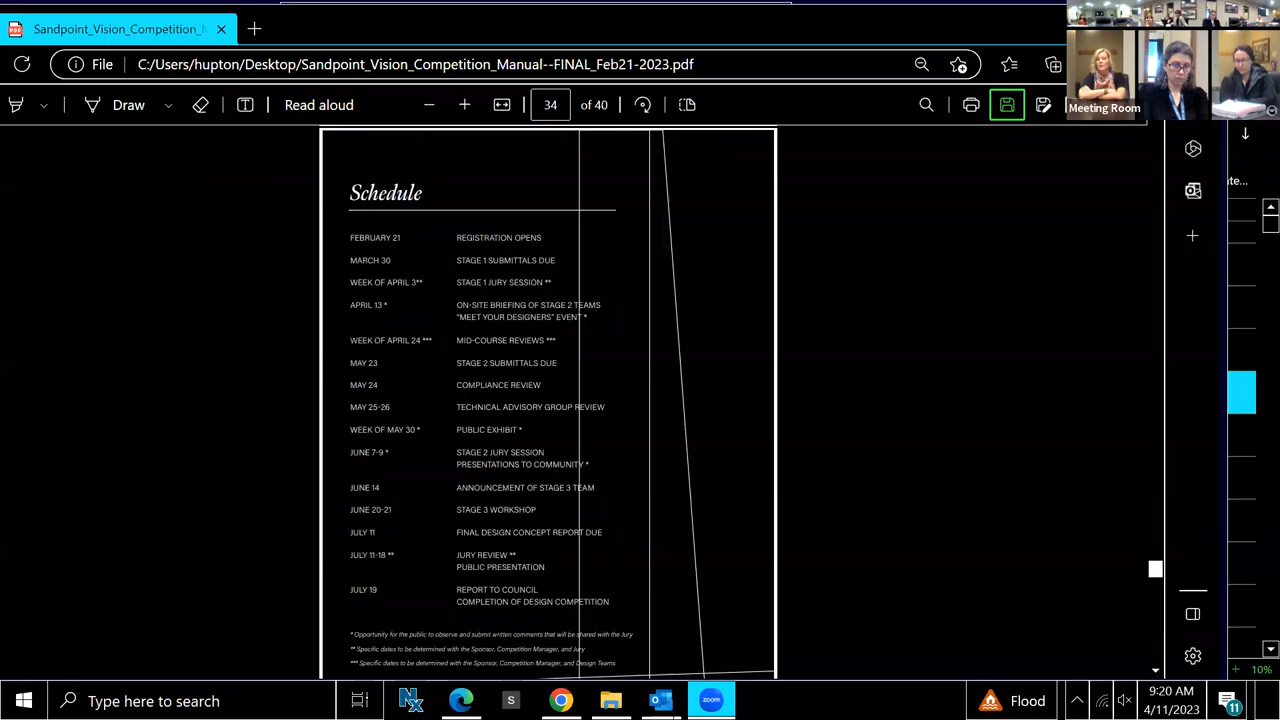 Sandpoint_Vision_Competition_
File
C:/Users/hupton/Desktop/Sandpoint_Vision_Competition_Manual--FINAL_Feb21-2023.pdf
Draw
Read aloud
34
of 40
Meeting Room
te...
Schedule
FEBRUARY 21 REGISTRATION OPENS
MARCH 30 STAGE 1 SUBMITTALS DUE
WEEK OF APRIL 3** STAGE 1 JURY SESSION **
APRIL 13 * ON-SITE BRIEFING OF STAGE 2 TEAMS
"MEET YOUR DESIGNERS" EVENT *
WEEK OF APRIL 24 *** MID-COURSE REVIEWS ***
MAY 23 STAGE 2 SUBMITTALS DUE
MAY 24 COMPLIANCE REVIEW
MAY 25-26 TECHNICAL ADVISORY GROUP REVIEW
WEEK OF MAY 30 * PUBLIC EXHIBIT *
JUNE 7-9 * STAGE 2 JURY SESSION
PRESENTATIONS TO COMMUNITY *
JUNE 14 ANNOUNCEMENT OF STAGE 3 TEAM
JUNE 20-21 STAGE 3 WORKSHOP
JULY 11 FINAL DESIGN CONCEPT REPORT DUE
JULY 11-18 ** JURY REVIEW **
PUBLIC PRESENTATION
JULY 19 REPORT TO COUNCIL
COMPLETION OF DESIGN COMPETITION
* Opportunity for the public to observe and submit written comments that will be shared with the Jury
** Specific dates to be determined with the Sponsor, Competition Manager, and Jury
*** Specific dates to be determined with the Sponsor, Competition Manager, and Design Teams
10%
Type here to search
S
zoom
Flood
9:20 AM
4/11/2023
11